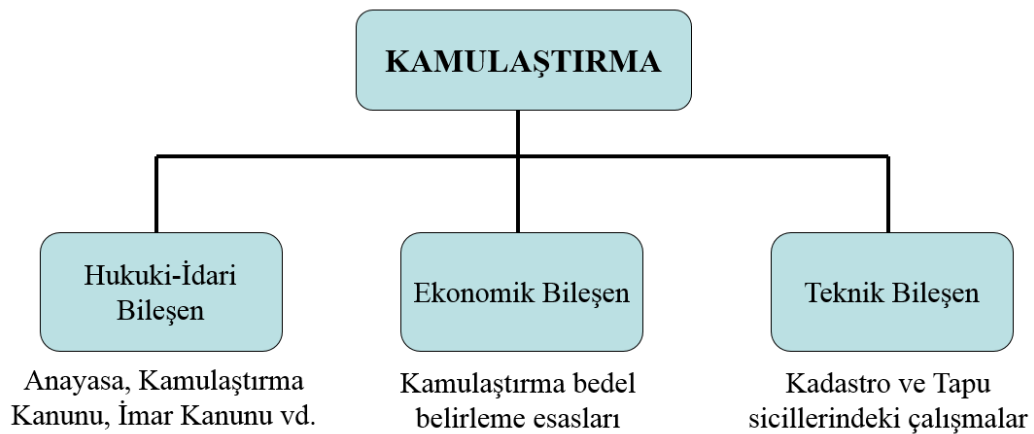 KAMULAŞTIRMA
Hukuki-İdari
Bileşen
Ekonomik Bileşen
Teknik Bileşen
Anayasa, Kamulaştırma
Kanunu, İmar Kanunu vd.
Kamulaştırma bedel
belirleme esasları
Kadastro ve Tapu
sicillerindeki çalışmalar